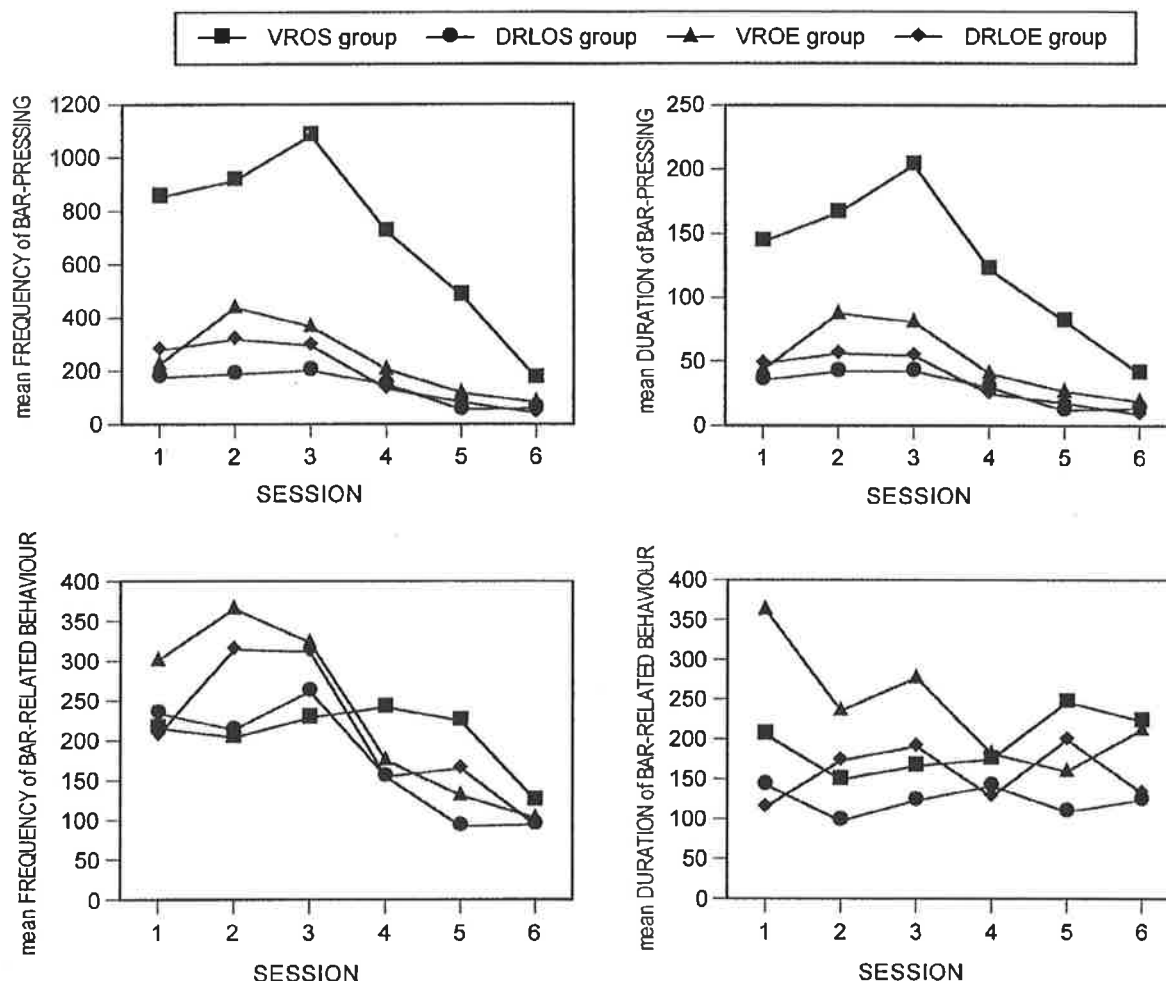 VROS group DRLOS group VROE group DRLOE group
mean FREQUENCY of BAR-PRESSING
1200
1000
800
600
400
200
0
1 2 3 4 5 6
SESSION
mean DURATION of BAR-PRESSING
250
200
150
100
50
0
1 2 3 4 5 6
SESSION
mean FREQUENCY of BAR-RELATED BEHAVIOUR
400
350
300
250
200
150
100
50
0
1 2 3 4 5 6
SESSION
mean DURATION of BAR-RELATED BEHAVIOUR
400
350
300
250
200
150
100
50
0
1 2 3 4 5 6
SESSION